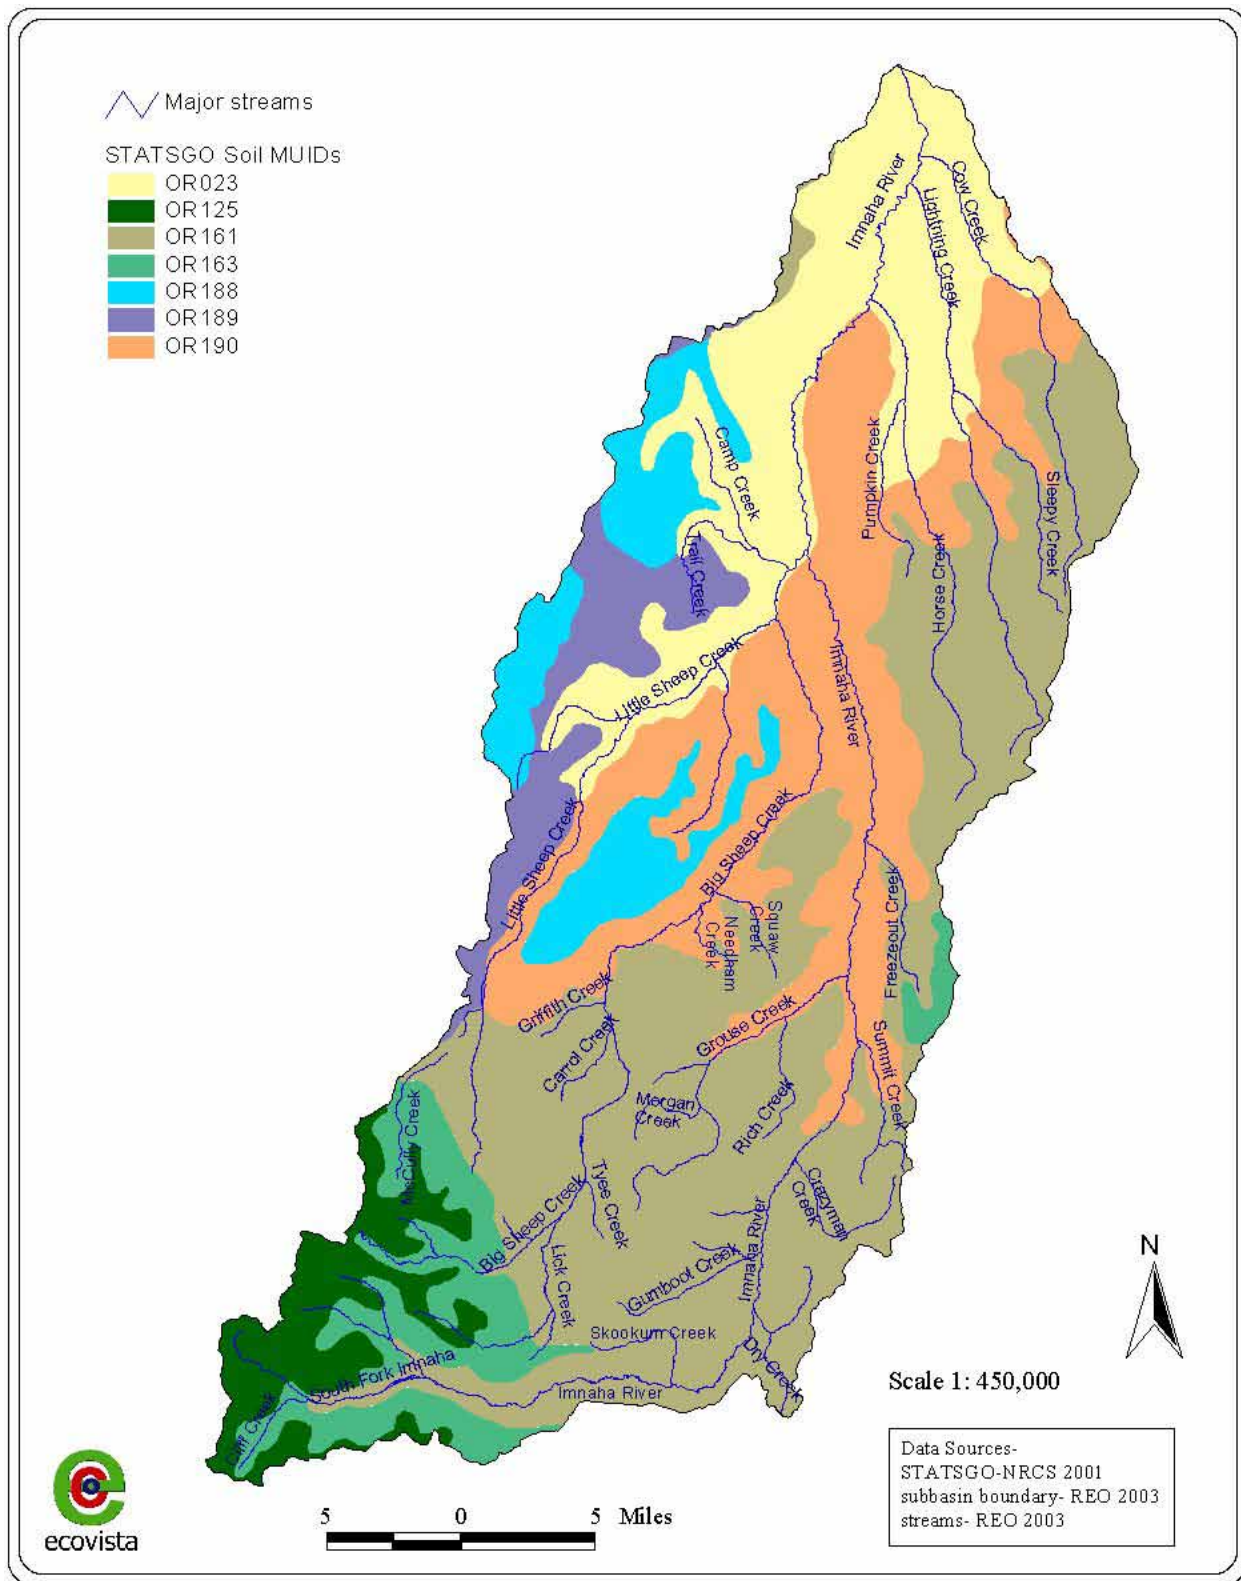 Major streams
STATSGO Soil MUIDs
OR023
OR125
OR161
OR163
OR188
OR189
OR190
Imnaha River
Cow Creek
Lightning Creek
Camp Creek
Pumpkin Creek
Sleepy Creek
Trail Creek
Horse Creek
Little Sheep Creek
Imnaha River
Little Sheep Creek
Big Sheep Creek
Squaw
Creek
Needham
Creek
Freezeout Creek
Griffith Creek
Grouse Creek
Carrol Creek
Summit Creek
Morgan
Creek
Rich Creek
McCully Creek
Tyee Creek
Crazyman
Creek
Big Sheep Creek
Lick Creek
Imnaha River
Gumboot Creek
Skookum Creek
Dry Creek
South Fork Imnaha
Imnaha River
Cliff Creek
N
Scale 1: 450,000
Data Sources-
STATSGO-NRCS 2001
subbasin boundary- REO 2003
streams- REO 2003
ecovista
5 0 5 Miles